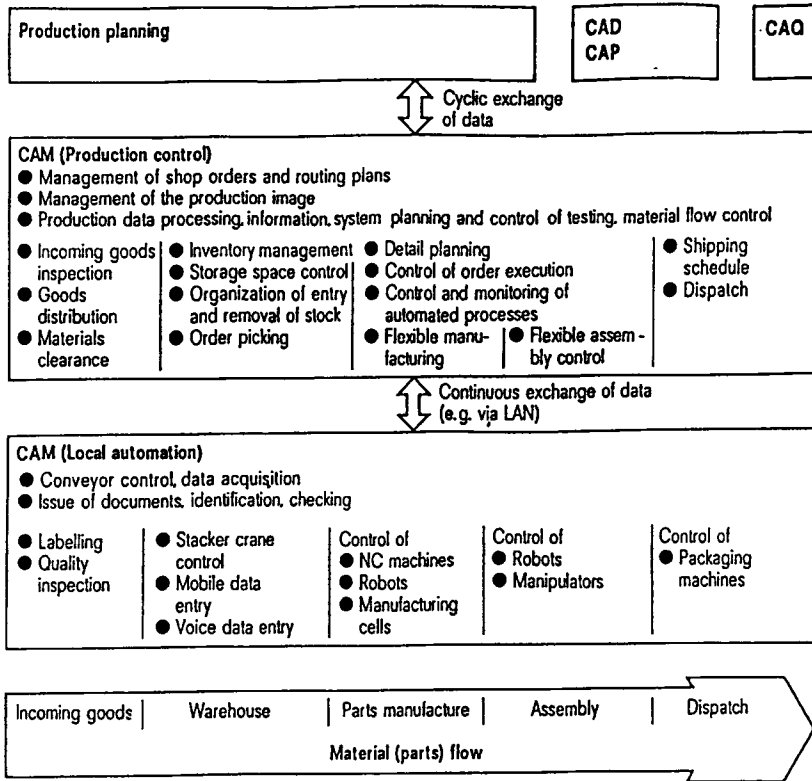 Production planning
CAD
CAP
CAQ
Cyclic exchange
of data
CAM (Production control)
● Management of shop orders and routing plans
● Management of the production image
● Production data processing, information, system planning and control of testing, material flow control
● Incoming goods
inspection
● Goods
distribution
● Materials
clearance
● Inventory management
● Storage space control
● Organization of entry
and removal of stock
● Order picking
● Detail planning
● Control of order execution
● Control and monitoring of
automated processes
● Flexible manu-
facturing
● Flexible assem-
bly control
● Shipping
schedule
● Dispatch
Continuous exchange of data
(e.g. via LAN)
CAM (Local automation)
● Conveyor control, data acquisition
● Issue of documents, identification, checking
● Labelling
● Quality
inspection
● Stacker crane
control
● Mobile data
entry
● Voice data entry
Control of
● NC machines
● Robots
● Manufacturing
cells
Control of
● Robots
● Manipulators
Control of
● Packaging
machines
Incoming goods
Warehouse
Parts manufacture
Assembly
Dispatch
Material (parts) flow